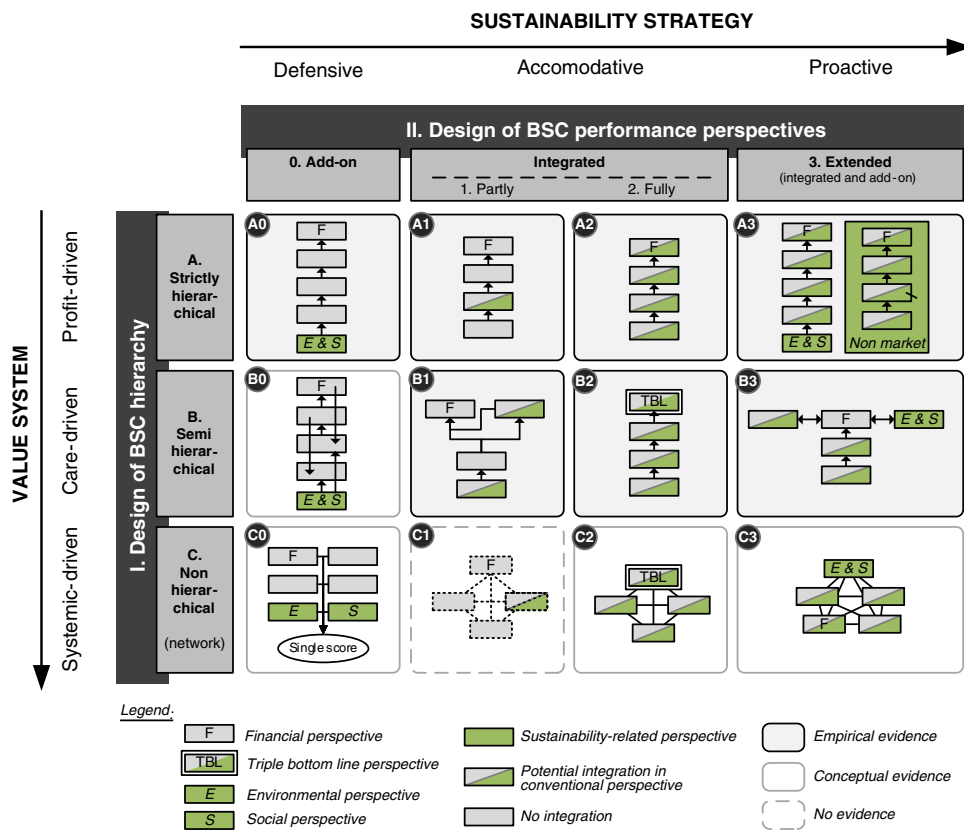 SUSTAINABILITY STRATEGY
Defensive
Accomodative
Proactive
II. Design of BSC performance perspectives
0. Add-on
Integrated
1. Partly
2. Fully
3. Extended
(integrated and add-on)
VALUE SYSTEM
Profit-driven
Care-driven
Systemic-driven
I. Design of BSC hierarchy
A.
Strictly
hierar-
chical
A0
F
E & S
A1
F
A2
F
A3
F
E & S
F
Non market
B.
Semi
hierar-
chical
B0
F
E & S
B1
F
B2
TBL
B3
F
E & S
C.
Non
hierar-
chical
(network)
C0
F
E
S
Single score
C1
F
C2
TBL
C3
E & S
F
Legend:
F
Financial perspective
TBL
Triple bottom line perspective
E
Environmental perspective
S
Social perspective
Sustainability-related perspective
Potential integration in
conventional perspective
No integration
Empirical evidence
Conceptual evidence
No evidence